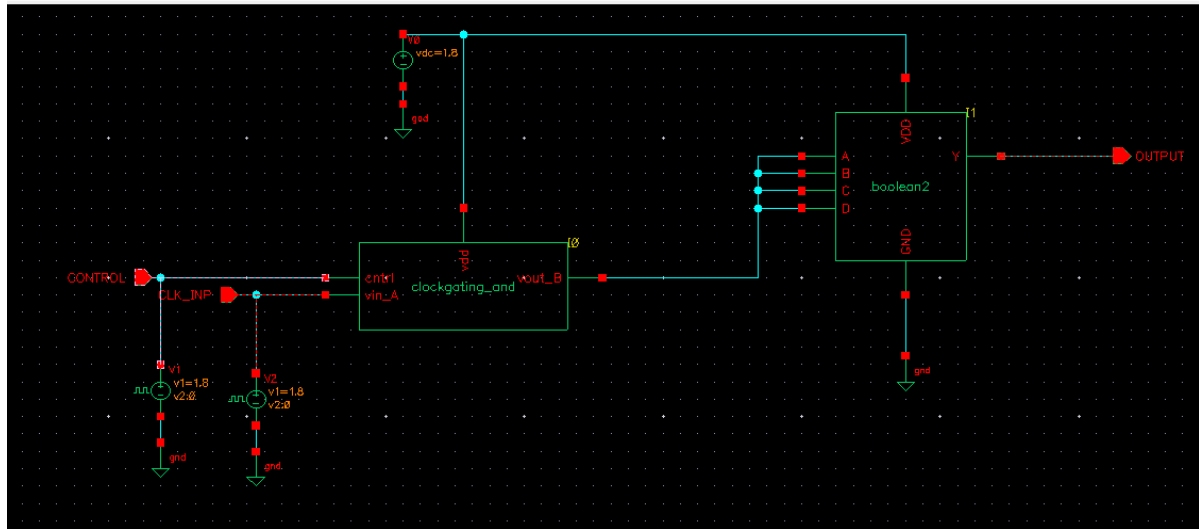 V0
vdc=1.8
gnd
I1
VDD
A
B
C
D
Y
boolean2
GND
OUTPUT
gnd
I0
vdd
cntrl
vout_B
clockgating_and
vin_A
CONTROL
CLK_INP
V1
v1=1.8
v2:0
gnd
V2
v1=1.8
v2:0
gnd